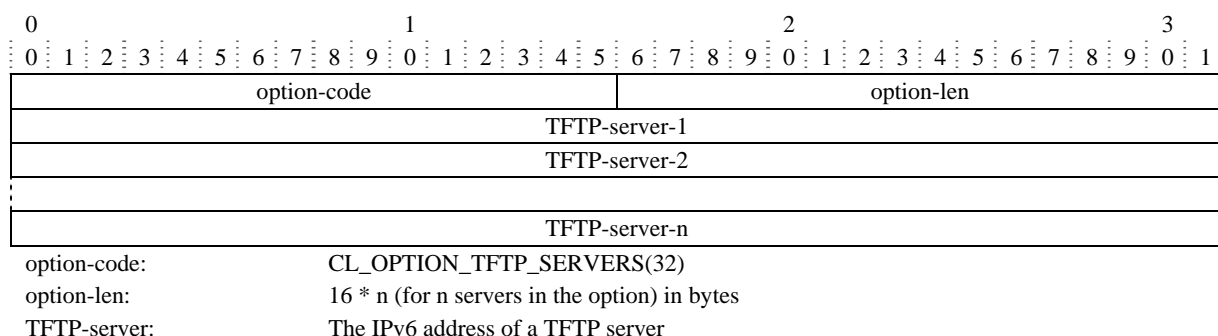 0 1 2 3
0 1 2 3 4 5 6 7 8 9 0 1 2 3 4 5 6 7 8 9 0 1 2 3 4 5 6 7 8 9 0 1
option-code option-len
TFTP-server-1
TFTP-server-2
TFTP-server-n
option-code: CL_OPTION_TFTP_SERVERS(32)
option-len: 16 * n (for n servers in the option) in bytes
TFTP-server: The IPv6 address of a TFTP server